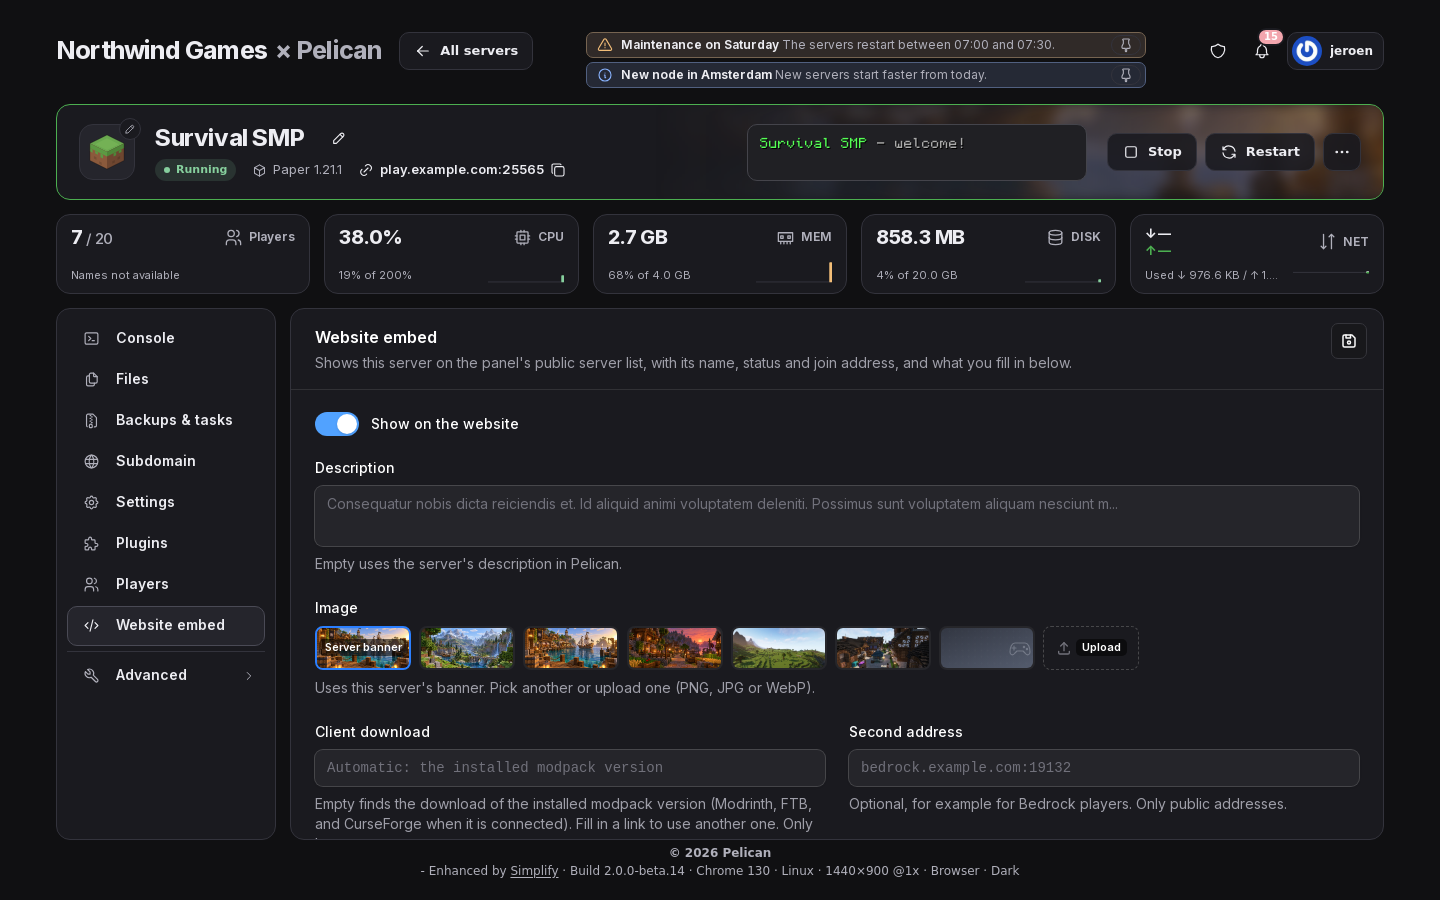 Northwind Games × Pelican
All servers
Maintenance on Saturday The servers restart between 07:00 and 07:30.
New node in Amsterdam New servers start faster from today.
15
jeroen
Survival SMP
Running
Paper 1.21.1
play.example.com:25565
Survival SMP — welcome!
Stop
Restart
7 / 20
Players
Names not available
38.0%
CPU
19% of 200%
2.7 GB
MEM
68% of 4.0 GB
858.3 MB
DISK
4% of 20.0 GB
↓—
↑—
NET
Used ↓ 976.6 KB / ↑ 1....
Console
Files
Backups & tasks
Subdomain
Settings
Plugins
Players
Website embed
Advanced
Website embed
Shows this server on the panel's public server list, with its name, status and join address, and what you fill in below.
Show on the website
Description
Consequatur nobis dicta reiciendis et. Id aliquid animi voluptatem deleniti. Possimus sunt voluptatem aliquam nesciunt m...
Empty uses the server's description in Pelican.
Image
Server banner
Upload
Uses this server's banner. Pick another or upload one (PNG, JPG or WebP).
Client download
Second address
Automatic: the installed modpack version
bedrock.example.com:19132
Empty finds the download of the installed modpack version (Modrinth, FTB,
and CurseForge when it is connected). Fill in a link to use another one. Only
Optional, for example for Bedrock players. Only public addresses.
© 2026 Pelican
- Enhanced by Simplify · Build 2.0.0-beta.14 · Chrome 130 · Linux · 1440×900 @1x · Browser · Dark